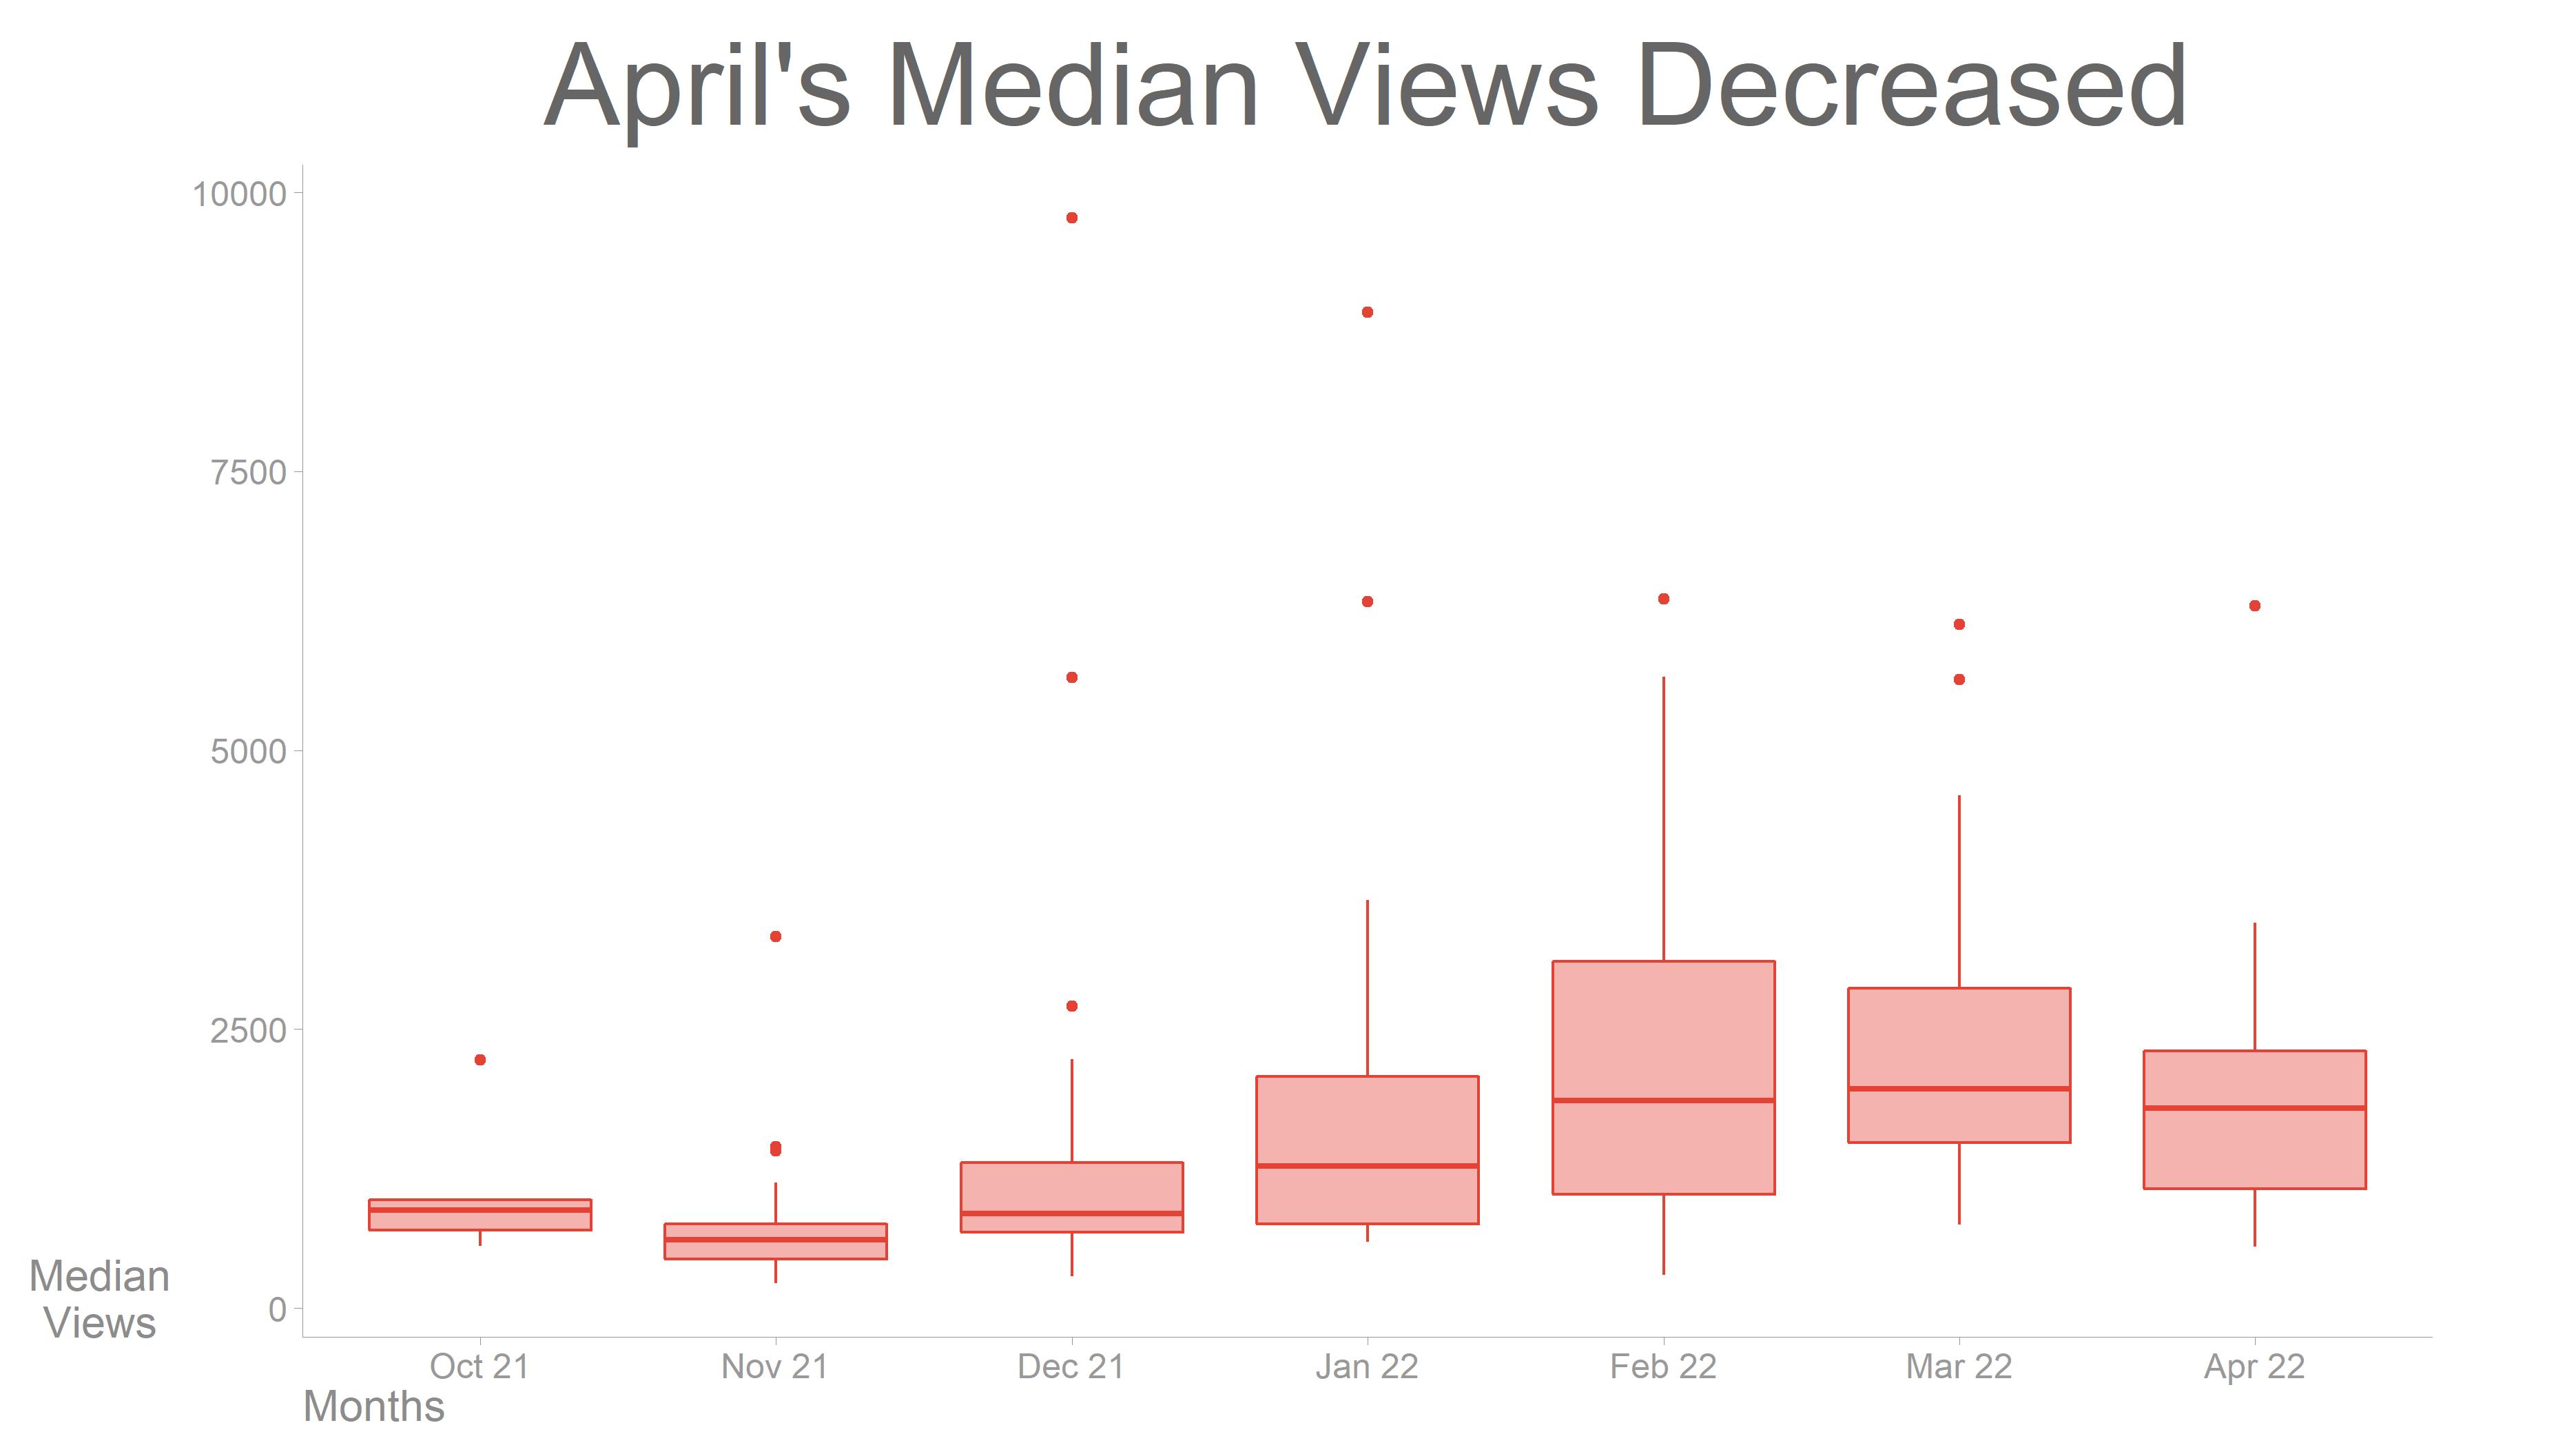 April's Median Views Decreased
10000
7500
5000
2500
0
Median
Views
Oct 21 Nov 21 Dec 21 Jan 22 Feb 22 Mar 22 Apr 22
Months